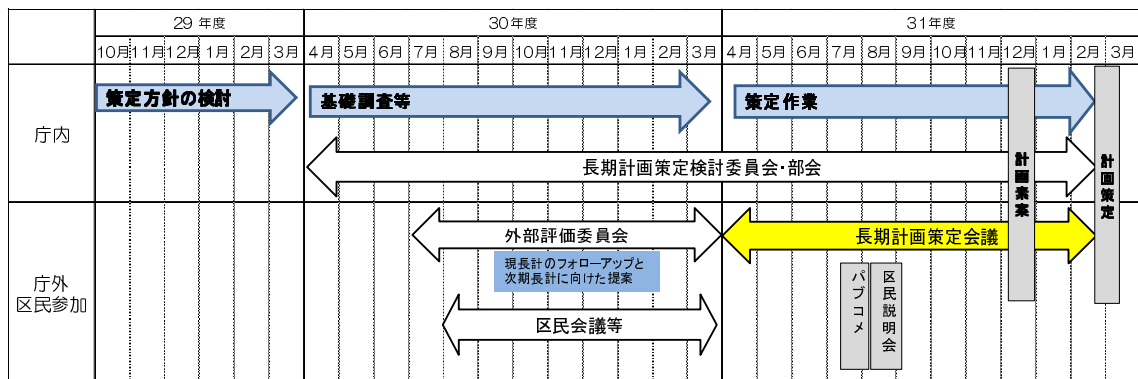 29 年度
30年度
31年度
10月 11月 12月 1月 2月 3月 4月 5月 6月 7月 8月 9月 10月 11月 12月 1月 2月 3月 4月 5月 6月 7月 8月 9月 10月 11月 12月 1月 2月 3月
庁内
策定方針の検討
基礎調査等
策定作業
長期計画策定検討委員会・部会
計画素案
計画策定
庁外
区民参加
外部評価委員会
長期計画策定会議
現長計のフォローアップと
次期長計に向けた提案
区民会議等
パブコメ
区民説明会